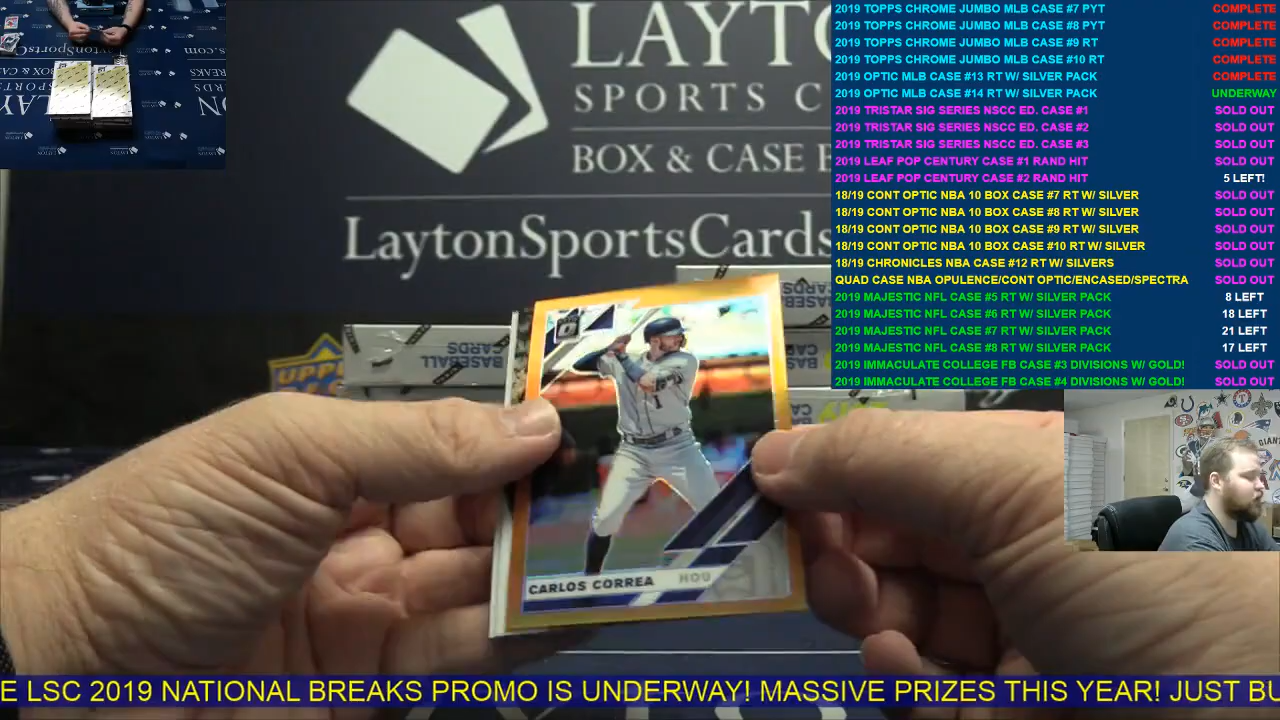 2019 TOPPS CHROME JUMBO MLB CASE #7 PYT COMPLETE
2019 TOPPS CHROME JUMBO MLB CASE #8 PYT COMPLETE
2019 TOPPS CHROME JUMBO MLB CASE #9 RT COMPLETE
2019 TOPPS CHROME JUMBO MLB CASE #10 RT COMPLETE
2019 OPTIC MLB CASE #13 RT W/ SILVER PACK COMPLETE
2019 OPTIC MLB CASE #14 RT W/ SILVER PACK UNDERWAY
2019 TRISTAR SIG SERIES NSCC ED. CASE #1 SOLD OUT
2019 TRISTAR SIG SERIES NSCC ED. CASE #2 SOLD OUT
2019 TRISTAR SIG SERIES NSCC ED. CASE #3 SOLD OUT
2019 LEAF POP CENTURY CASE #1 RAND HIT SOLD OUT
2019 LEAF POP CENTURY CASE #2 RAND HIT 5 LEFT!
18/19 CONT OPTIC NBA 10 BOX CASE #7 RT W/ SILVER SOLD OUT
18/19 CONT OPTIC NBA 10 BOX CASE #8 RT W/ SILVER SOLD OUT
18/19 CONT OPTIC NBA 10 BOX CASE #9 RT W/ SILVER SOLD OUT
18/19 CONT OPTIC NBA 10 BOX CASE #10 RT W/ SILVER SOLD OUT
18/19 CHRONICLES NBA CASE #12 RT W/ SILVERS SOLD OUT
QUAD CASE NBA OPULENCE/CONT OPTIC/ENCASED/SPECTRA SOLD OUT
2019 MAJESTIC NFL CASE #5 RT W/ SILVER PACK 8 LEFT
2019 MAJESTIC NFL CASE #6 RT W/ SILVER PACK 18 LEFT
2019 MAJESTIC NFL CASE #7 RT W/ SILVER PACK 21 LEFT
2019 MAJESTIC NFL CASE #8 RT W/ SILVER PACK 17 LEFT
2019 IMMACULATE COLLEGE FB CASE #3 DIVISIONS W/ GOLD! SOLD OUT
2019 IMMACULATE COLLEGE FB CASE #4 DIVISIONS W/ GOLD! SOLD OUT
LAYT
SPORTS C
BOX & CASE
LaytonSportsCards
BASEBALL
CARDS
UPP
1
CARLOS CORREA HOU
E LSC 2019 NATIONAL BREAKS PROMO IS UNDERWAY! MASSIVE PRIZES THIS YEAR! JUST BU